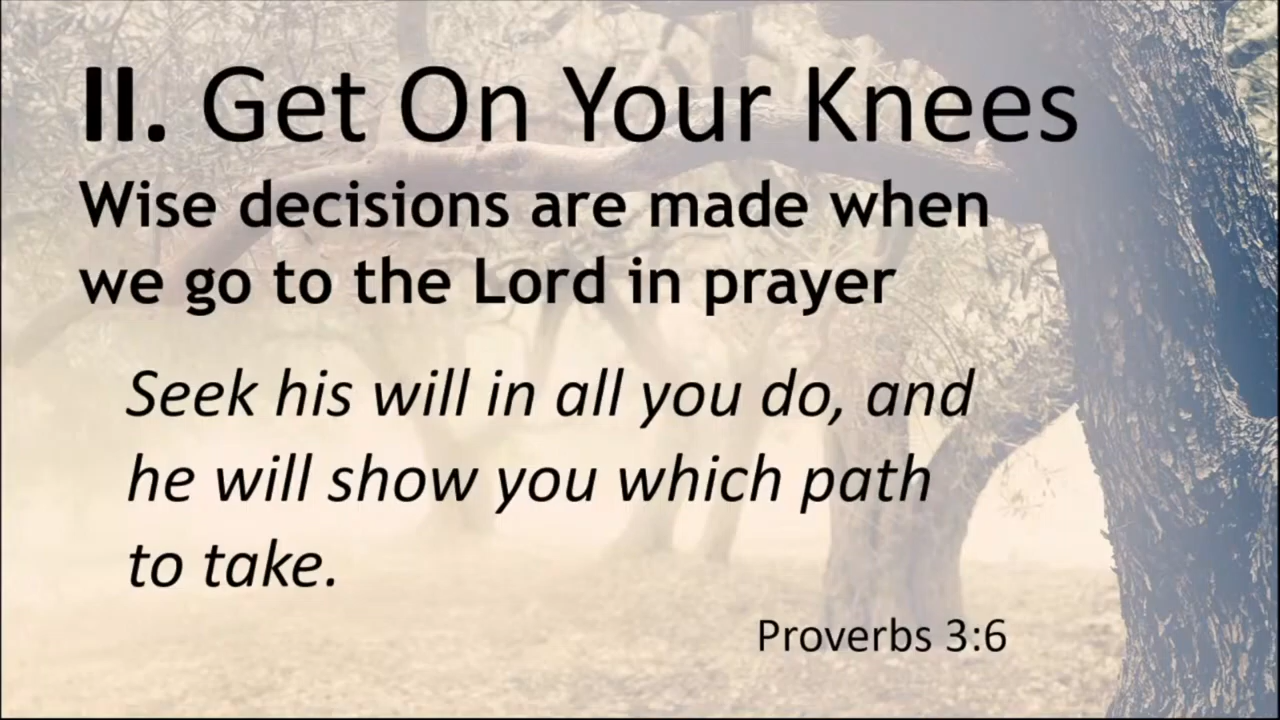 II. Get On Your Knees
Wise decisions are made when
we go to the Lord in prayer
Seek his will in all you do, and
he will show you which path
to take.
Proverbs 3:6